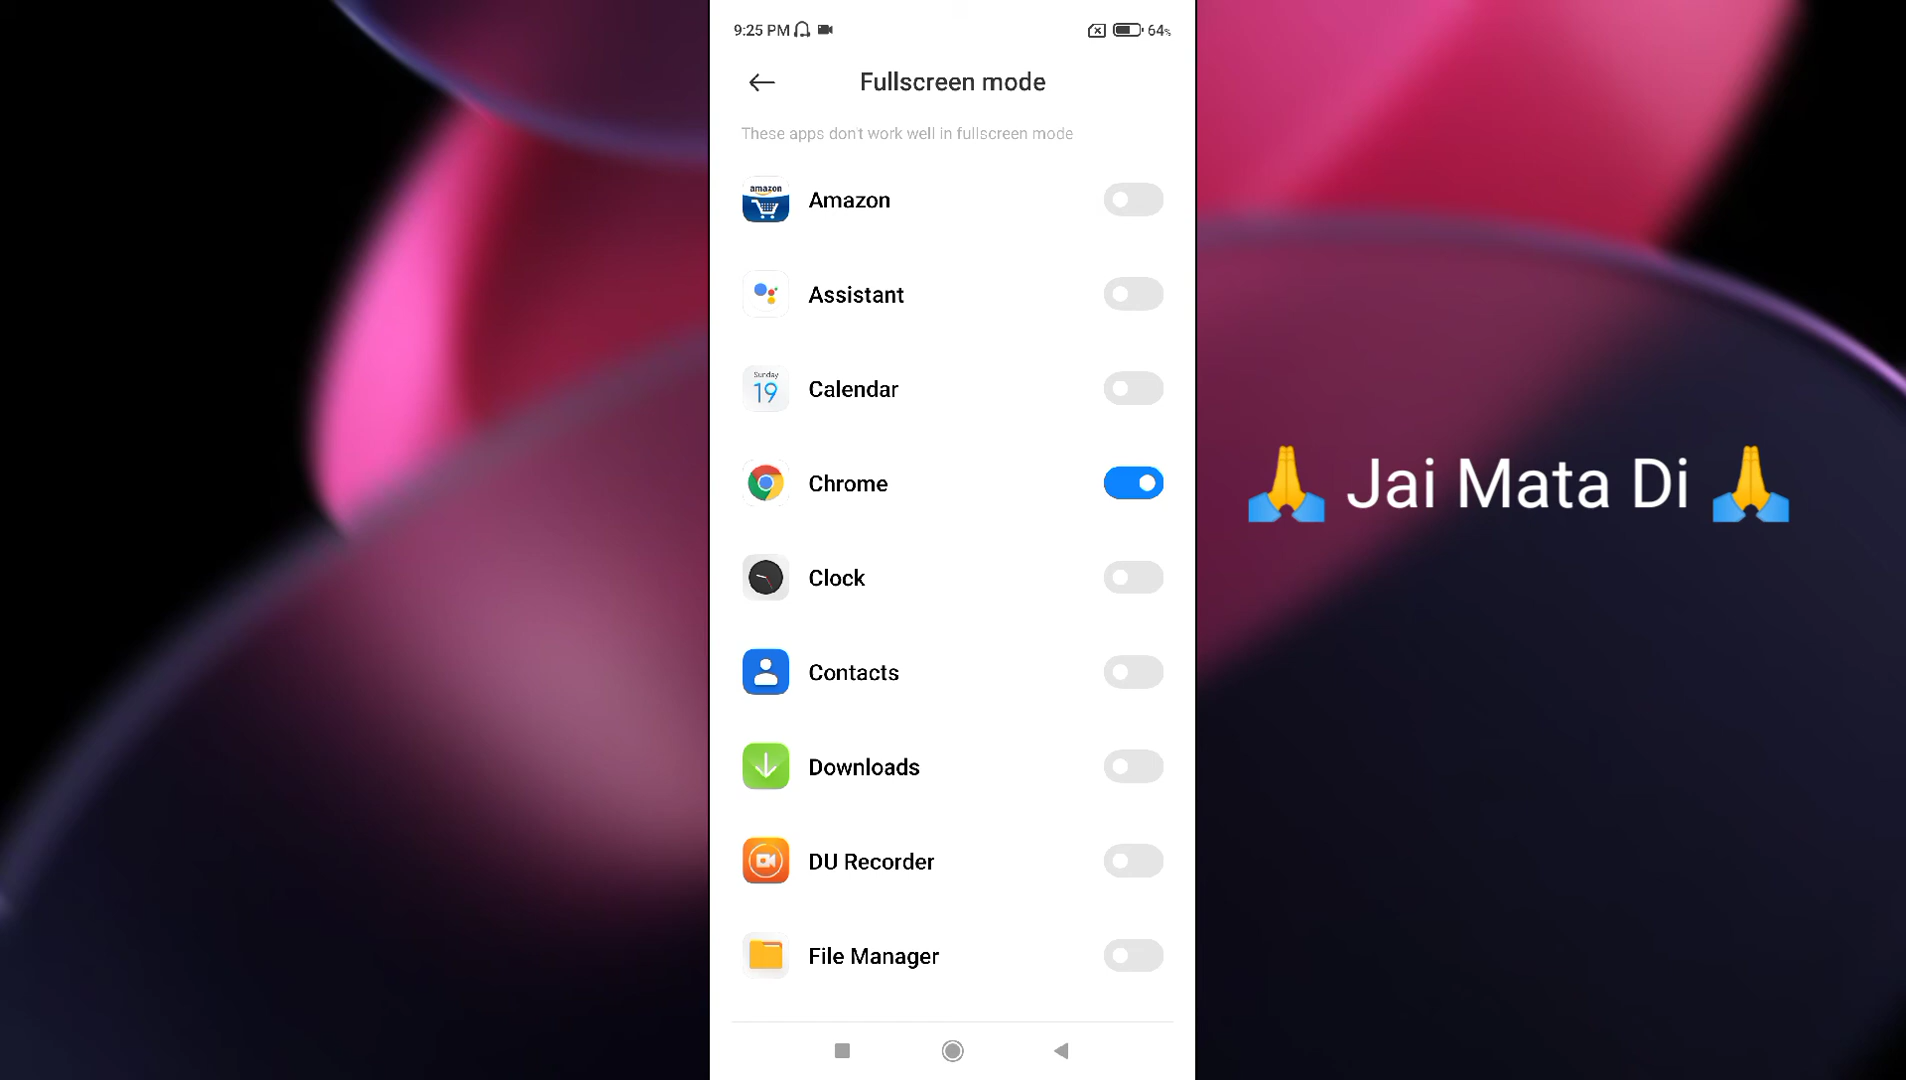 9:25 PM 64%
Fullscreen mode
These apps don't work well in fullscreen mode
amazon
Amazon
Assistant
Sunday
19
Calendar
Chrome
🙏 Jai Mata Di 🙏
Clock
Contacts
Downloads
DU Recorder
File Manager